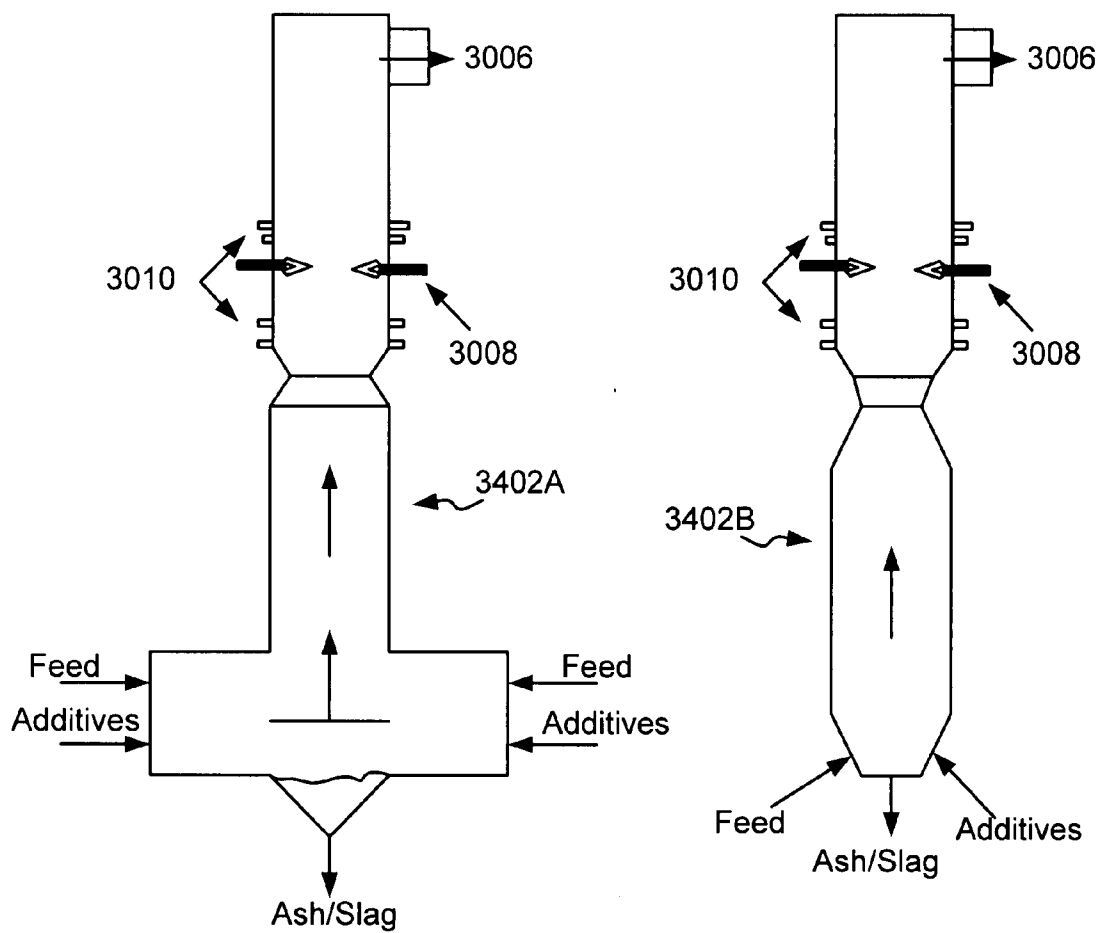 3006
3010
3008
3402A
Feed
Feed
Additives
Additives
Ash/Slag
3006
3010
3008
3402B
Feed
Additives
Ash/Slag